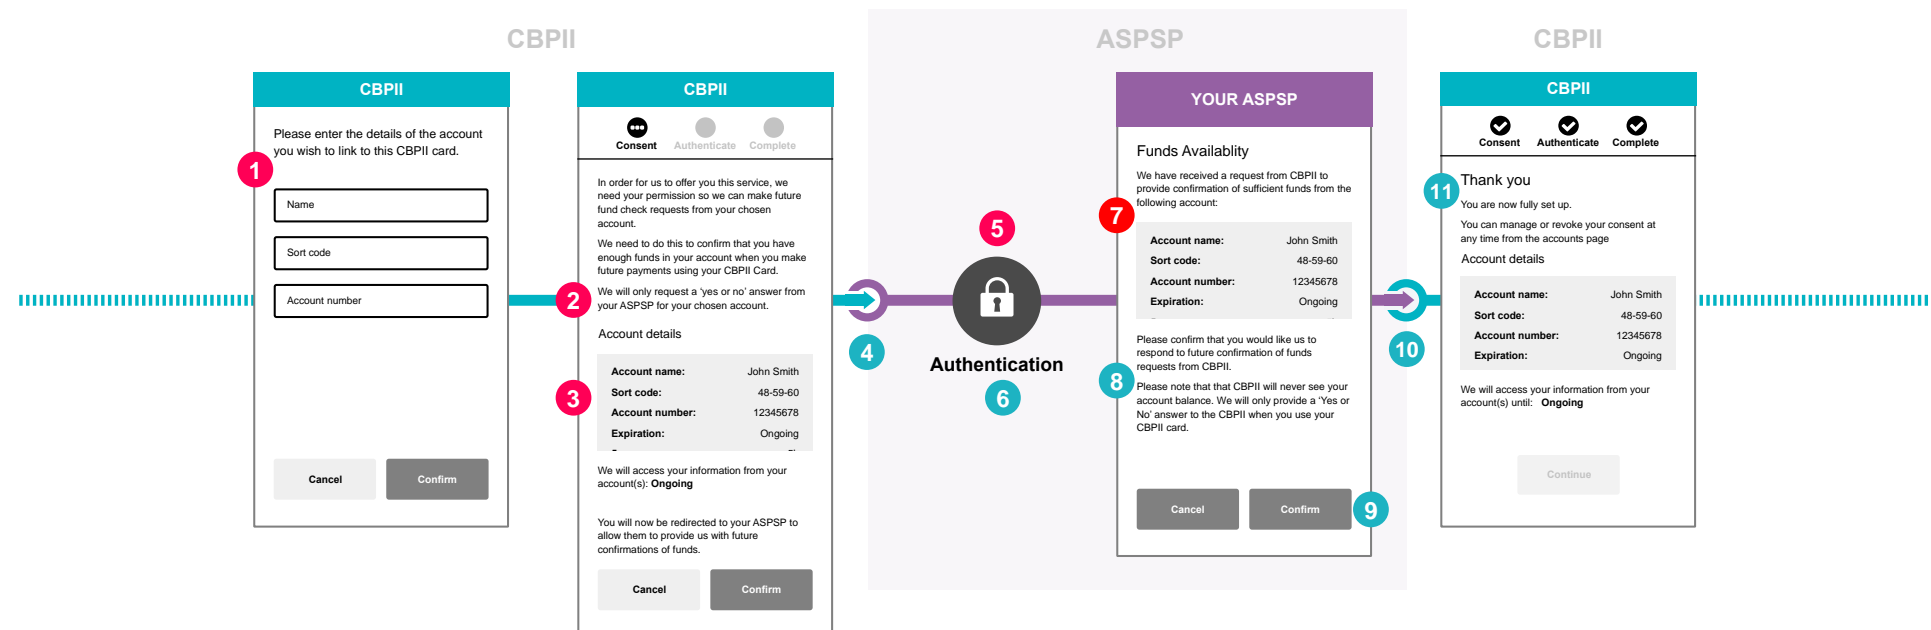 CBPII
ASPSP
CBPII
CBPII
Please enter the details of the account
you wish to link to this CBPII card.
1
Name
Sort code
Account number
Cancel
Confirm
CBPII
Consent
Authenticate
Complete
In order for us to offer you this service, we
need your permission so we can make future
fund check requests from your chosen
account.
We need to do this to confirm that you have
enough funds in your account when you make
future payments using your CBPII Card.
2
We will only request a ‘yes or no’ answer from
your ASPSP for your chosen account.
Account details
3
Account name: John Smith
Sort code: 48-59-60
Account number: 12345678
Expiration: Ongoing
We will access your information from your
account(s): Ongoing
You will now be redirected to your ASPSP to
allow them to provide us with future
confirmations of funds.
Cancel
Confirm
4
5
Authentication
6
YOUR ASPSP
Funds Availablity
We have received a request from CBPII to
provide confirmation of sufficient funds from the
following account:
7
Account name: John Smith
Sort code: 48-59-60
Account number: 12345678
Expiration: Ongoing
Please confirm that you would like us to
respond to future confirmation of funds
requests from CBPII.
8
Please note that that CBPII will never see your
account balance. We will only provide a ‘Yes or
No’ answer to the CBPII when you use your
CBPII card.
Cancel
Confirm
9
10
CBPII
Consent
Authenticate
Complete
11
Thank you
You are now fully set up.
You can manage or revoke your consent at
any time from the accounts page
Account details
Account name: John Smith
Sort code: 48-59-60
Account number: 12345678
Expiration: Ongoing
We will access your information from your
account(s) until: Ongoing
Continue